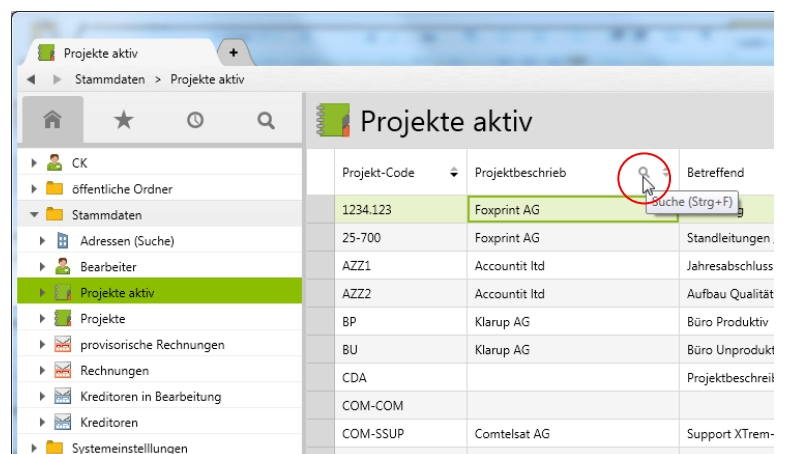 Projekte aktiv
+
Stammdaten > Projekte aktiv
Projekte aktiv
CK
öffentliche Ordner
Stammdaten
Adressen (Suche)
Bearbeiter
Projekte aktiv
Projekte
provisorische Rechnungen
Rechnungen
Kreditoren in Bearbeitung
Kreditoren
Systemeinstelllungen
Projekt-Code Projektbeschrieb Betreffend
Suche (Strg+F)
1234.123 Foxprint AG
25-700 Foxprint AG Standleitungen
AZZ1 Accountit ltd Jahresabschluss
AZZ2 Accountit ltd Aufbau Qualität
BP Klarup AG Büro Produktiv
BU Klarup AG Büro Unprodukt
CDA Projektbeschrei
COM-COM
COM-SSUP Comtelsat AG Support XTrem-